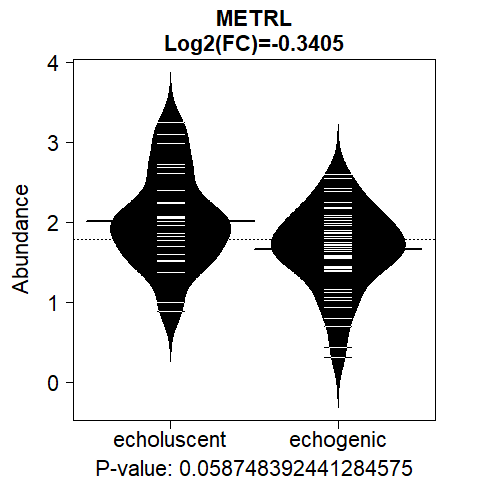 METRL
Log2(FC)=-0.3405
4
3
2
1
0
Abundance
echoluscent echogenic
P-value: 0.058748392441284575